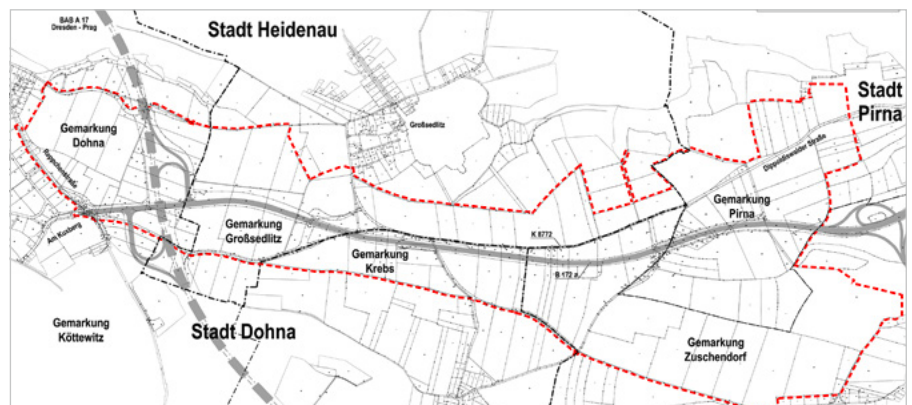 BAB A 17
Dresden - Prag
Stadt Heidenau
Stadt
Pirna
Gemarkung
Dohna
Großsedlitz
Dippoldiswalder Straße
Gemarkung
Pirna
Gemarkung
Großsedlitz
K 8772
Am Kuxberg
Gemarkung
Krebs
B 172 a
Gemarkung
Köttewitz
Stadt Dohna
Gemarkung
Zuschendorf